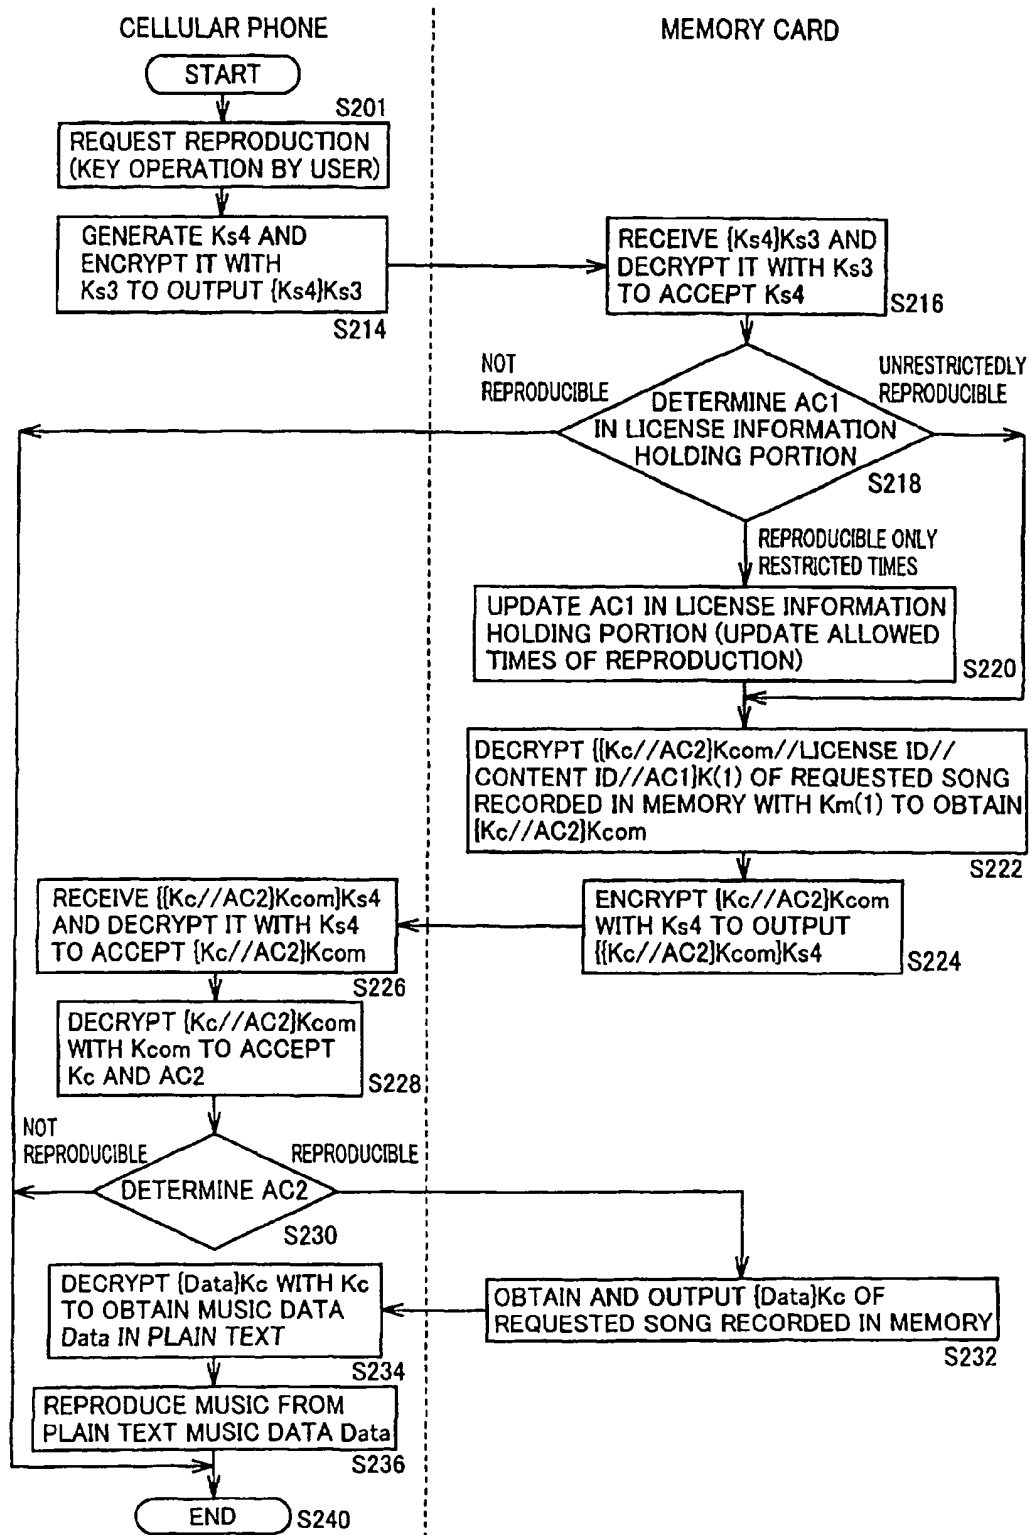 CELLULAR PHONE
MEMORY CARD
START
S201
REQUEST REPRODUCTION
(KEY OPERATION BY USER)
GENERATE Ks4 AND
ENCRYPT IT WITH
Ks3 TO OUTPUT {Ks4}Ks3
S214
RECEIVE {Ks4}Ks3 AND
DECRYPT IT WITH Ks3
TO ACCEPT Ks4
S216
NOT
REPRODUCIBLE
UNRESTRICTEDLY
REPRODUCIBLE
DETERMINE AC1
IN LICENSE INFORMATION
HOLDING PORTION
S218
REPRODUCIBLE ONLY
RESTRICTED TIMES
UPDATE AC1 IN LICENSE INFORMATION
HOLDING PORTION (UPDATE ALLOWED
TIMES OF REPRODUCTION)
S220
DECRYPT {{Kc//AC2}Kcom//LICENSE ID//
CONTENT ID//AC1}K(1) OF REQUESTED SONG
RECORDED IN MEMORY WITH Km(1) TO OBTAIN
{Kc//AC2}Kcom
S222
ENCRYPT {Kc//AC2}Kcom
WITH Ks4 TO OUTPUT
{{Kc//AC2}Kcom}Ks4
S224
RECEIVE {{Kc//AC2}Kcom}Ks4
AND DECRYPT IT WITH Ks4
TO ACCEPT {Kc//AC2}Kcom
S226
DECRYPT {Kc//AC2}Kcom
WITH Kcom TO ACCEPT
Kc AND AC2
S228
NOT
REPRODUCIBLE
REPRODUCIBLE
DETERMINE AC2
S230
OBTAIN AND OUTPUT {Data}Kc OF
REQUESTED SONG RECORDED IN MEMORY
S232
DECRYPT {Data}Kc WITH Kc
TO OBTAIN MUSIC DATA
Data IN PLAIN TEXT
S234
REPRODUCE MUSIC FROM
PLAIN TEXT MUSIC DATA Data
S236
END
S240